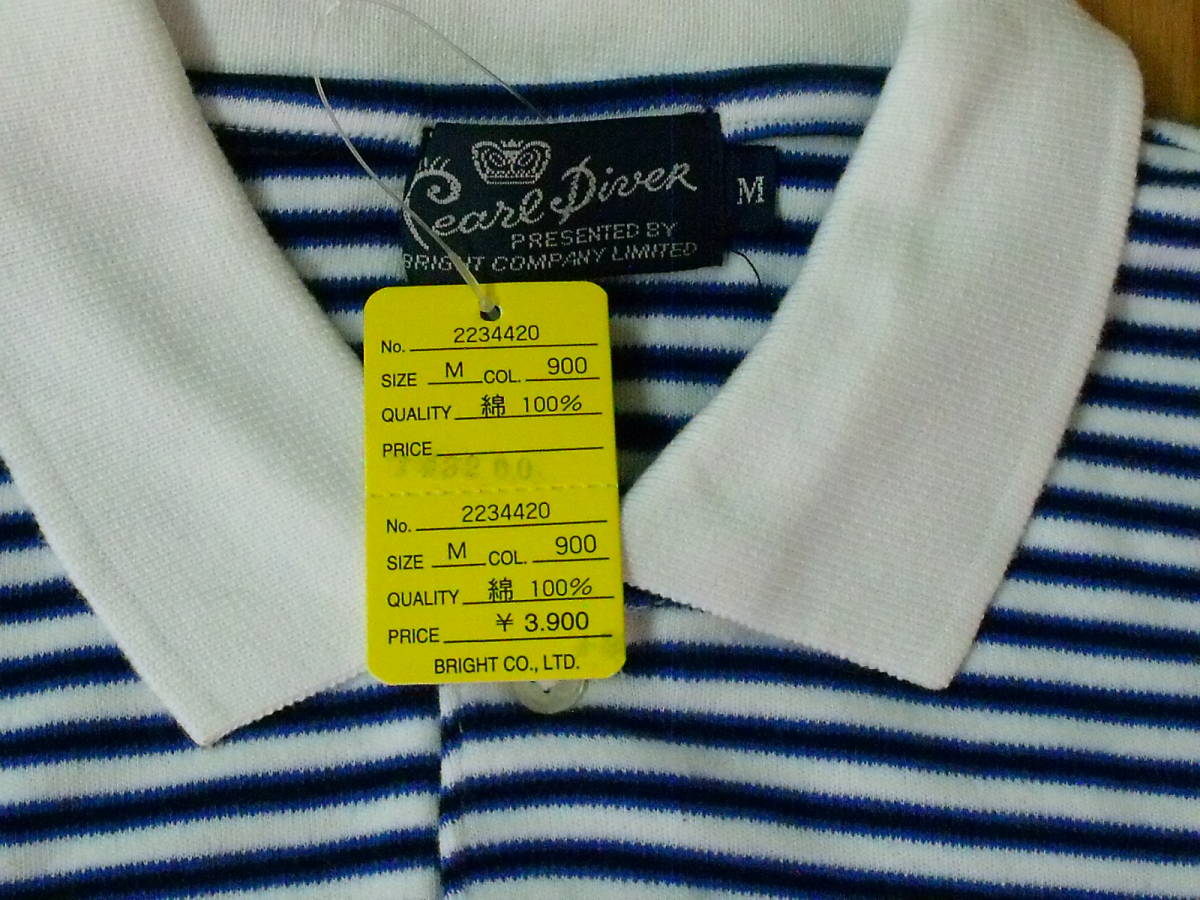 Pearl Diver
M
PRESENTED BY
BRIGHT COMPANY LIMITED
No. 2234420
SIZE M COL. 900
QUALITY 綿 100%
PRICE
No. 2234420
SIZE M COL. 900
QUALITY 綿 100%
PRICE ¥ 3.900
BRIGHT CO., LTD.